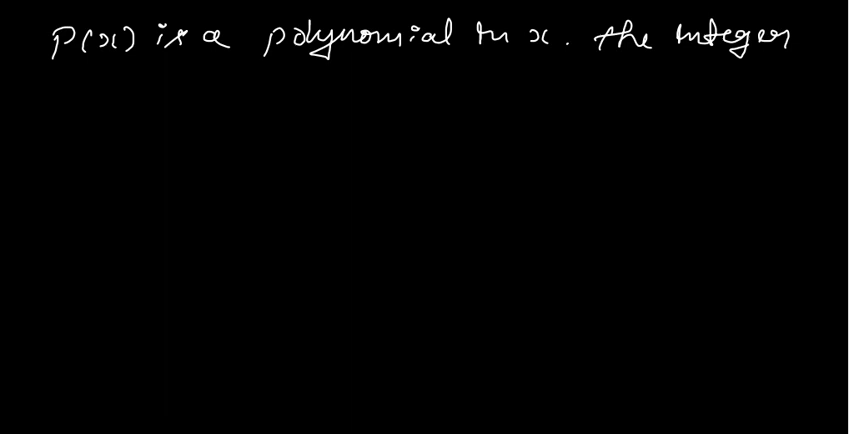 P(x) is a polynomial in x. The integer